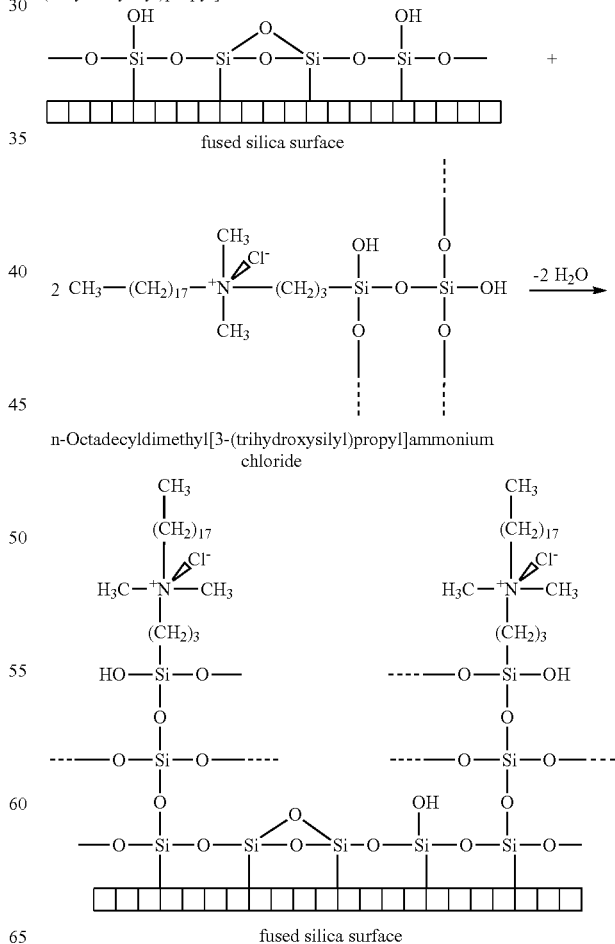 30
OH OH
O
O Si O Si O Si O Si O +
35
fused silica surface
CH3
Cl-
OH O
40
2 CH3 (CH2)17 +N (CH2)3 Si O Si OH -2 H2O
CH3 O O
45
n-Octadecyldimethyl[3-(trihydroxysilyl)propyl]ammonium
chloride
CH3 CH3
50
(CH2)17 (CH2)17
Cl- Cl-
H3C +N CH3 H3C +N CH3
(CH2)3 (CH2)3
55
HO Si O O Si OH
O O
O Si O O Si O
60
O O OH O
O Si O Si O Si O Si O Si O
65
fused silica surface